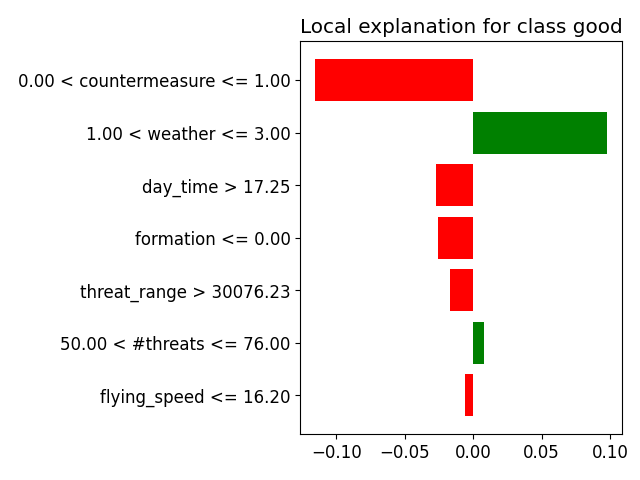 Local explanation for class good
0.00 < countermeasure <= 1.00
1.00 < weather <= 3.00
day_time > 17.25
formation <= 0.00
threat_range > 30076.23
50.00 < #threats <= 76.00
flying_speed <= 16.20
−0.10 −0.05 0.00 0.05 0.10